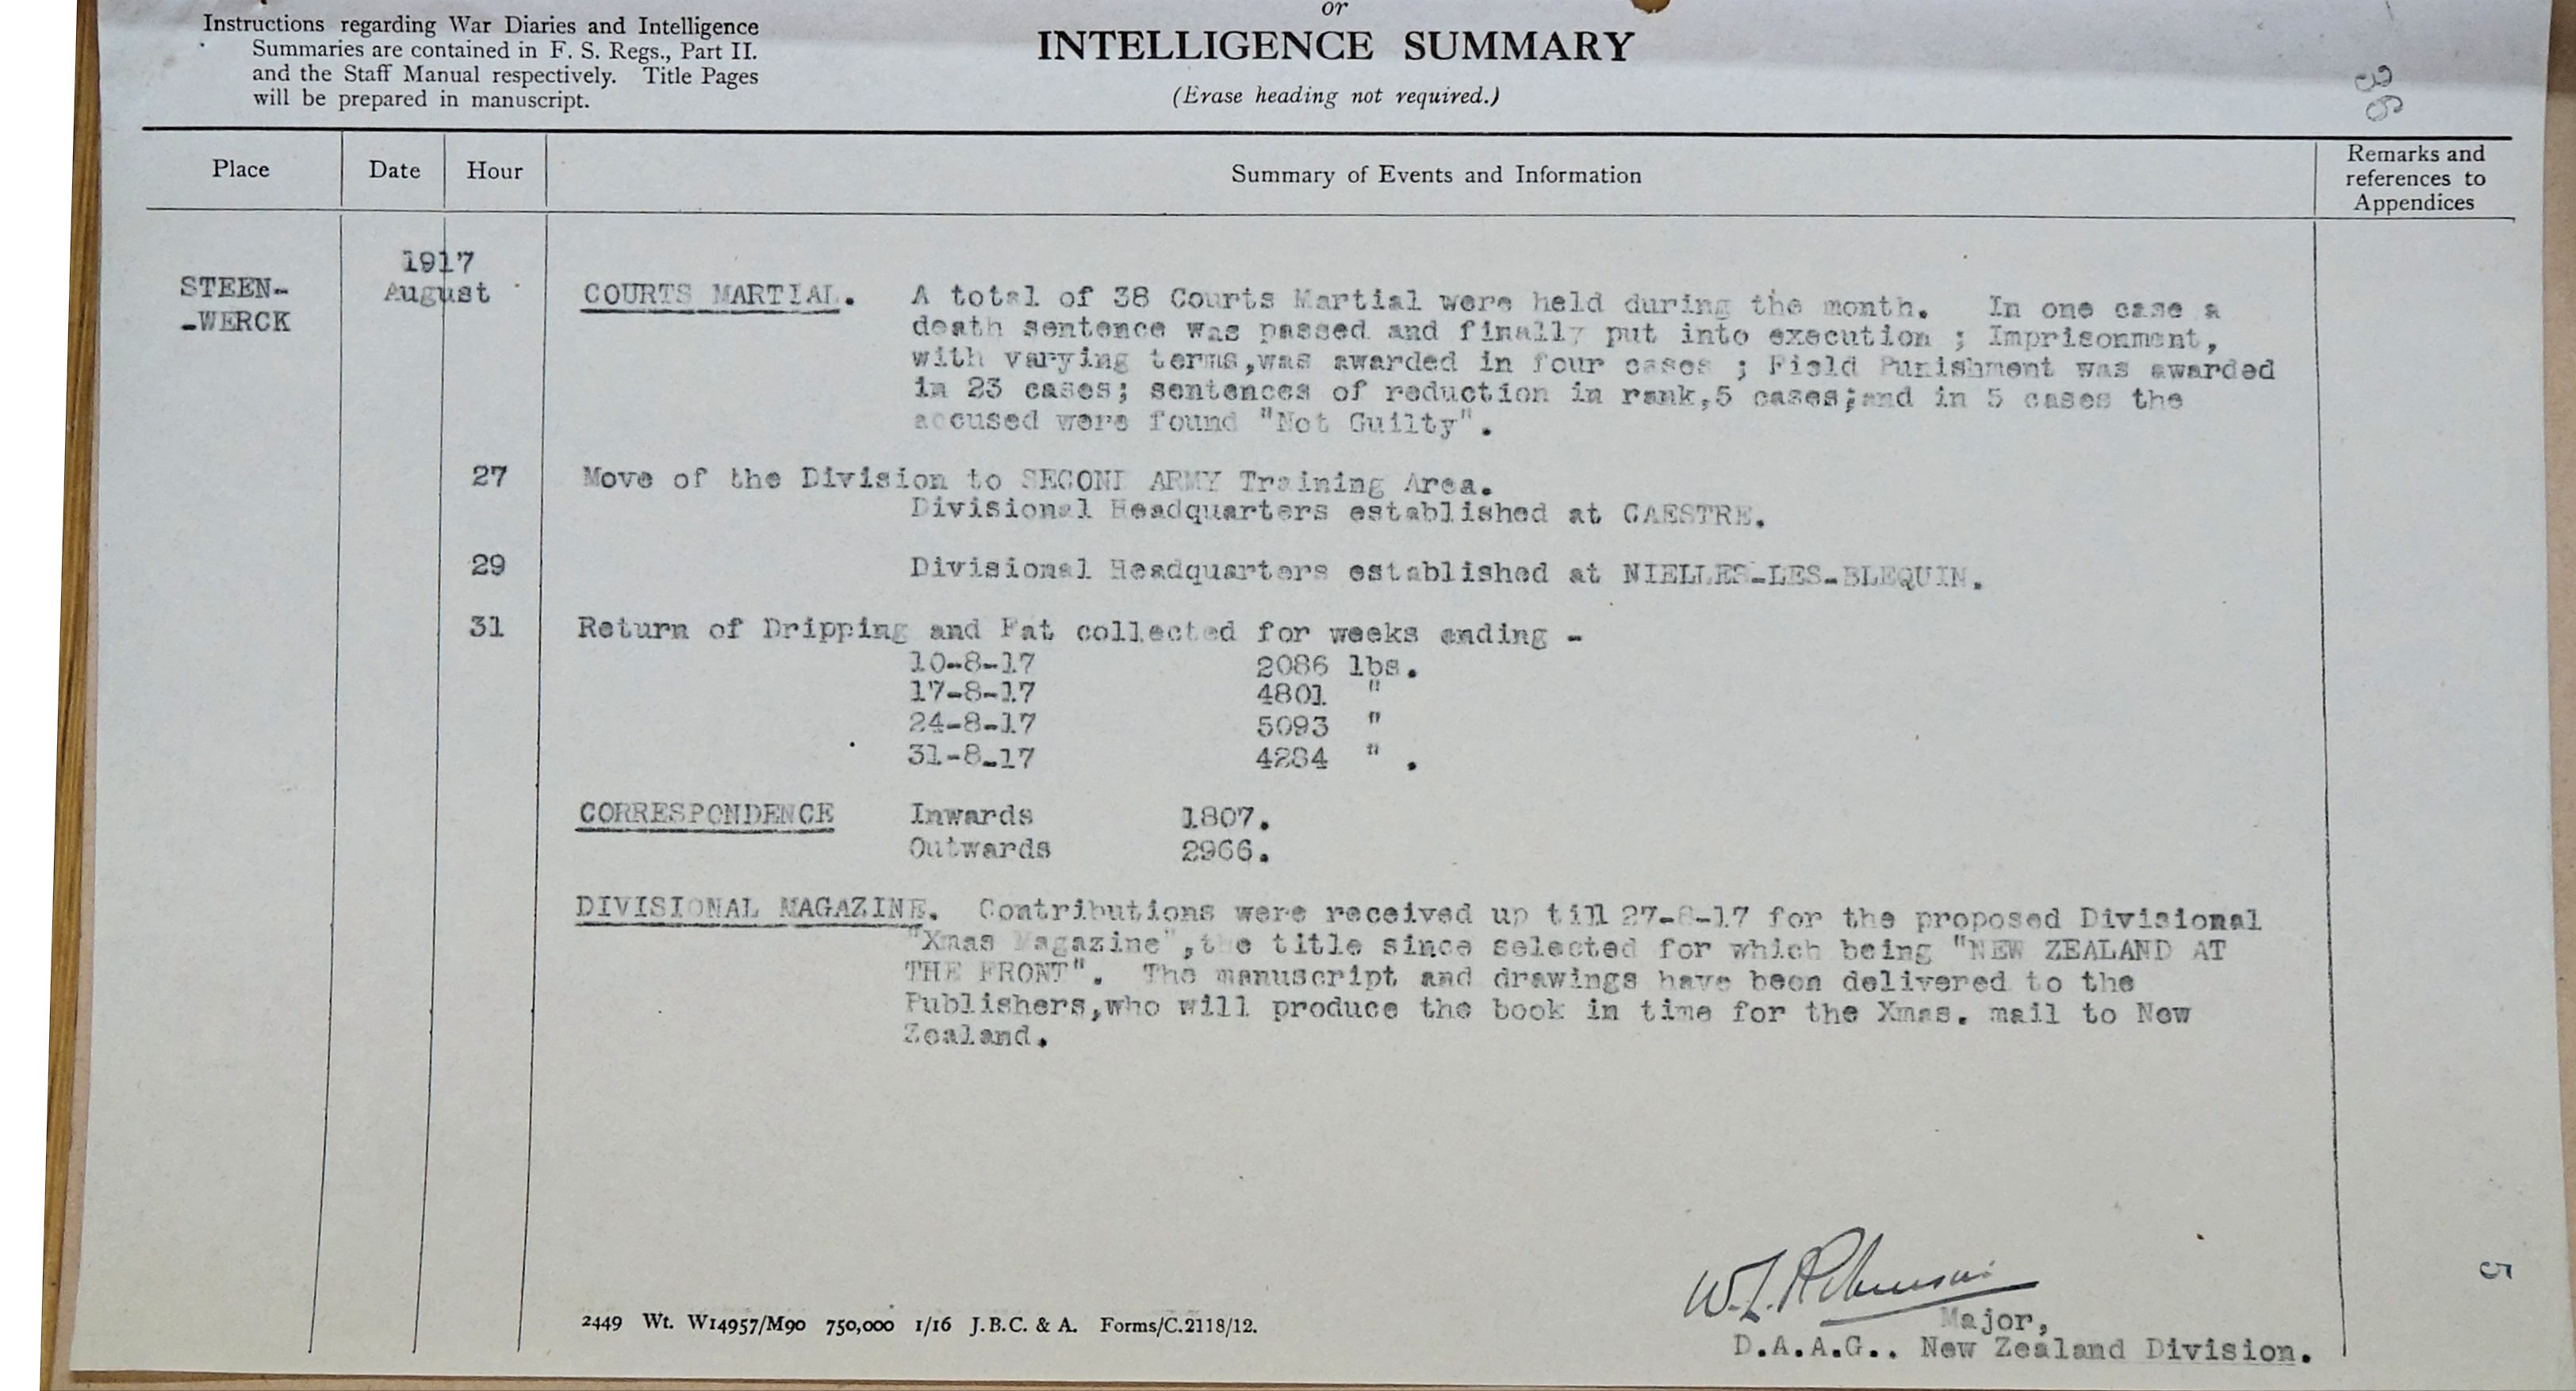 or
Instructions regarding War Diaries and Intelligence
Summaries are contained in F. S. Regs., Part II.
and the Staff Manual respectively. Title Pages
will be prepared in manuscript.
INTELLIGENCE SUMMARY
(Erase heading not required.)
36
Place
Date
Hour
Summary of Events and Information
Remarks and
references to
Appendices
STEEN-
-WERCK
1917
August
COURTS MARTIAL. A total of 38 Courts Martial were held during the month. In one case a
death sentence was passed and finally put into execution ; Imprisonment,
with varying terms,was awarded in four cases ; Field Punishment was awarded
in 23 cases; sentences of reduction in rank,5 cases;and in 5 cases the
accused were found "Not Guilty".
27 Move of the Division to SECOND ARMY Training Area.
Divisional Headquarters established at CAESTRE.
29 Divisional Headquarters established at NIELLES-LES-BLEQUIN.
31 Return of Dripping and Fat collected for weeks ending -
10-8-17 2086 lbs.
17-8-17 4801 "
24-8-17 5093 "
31-8-17 4284 " .
CORRESPONDENCE Inwards 1807.
Outwards 2966.
DIVISIONAL MAGAZINE. Contributions were received up till 27-8-17 for the proposed Divisional
"Xmas Magazine",the title since selected for which being "NEW ZEALAND AT
THE FRONT". The manuscript and drawings have been delivered to the
Publishers,who will produce the book in time for the Xmas. mail to New
Zealand.
W.L. Robinson
Major,
D.A.A.G.. New Zealand Division.
5
2449 Wt. W14957/M90 750,000 1/16 J.B.C. & A. Forms/C.2118/12.